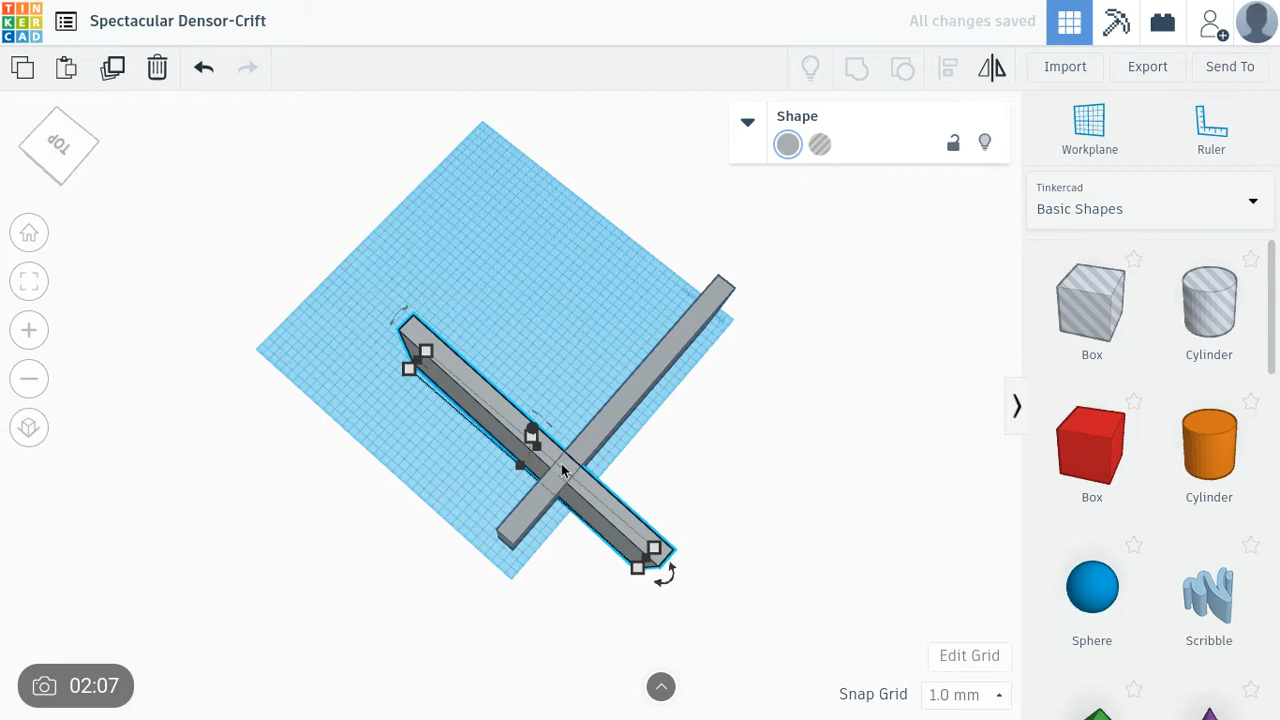 TIN
KER
CAD
Spectacular Densor-Crift
All changes saved
Import
Export
Send To
TOP
Shape
Workplane
Ruler
Tinkercad
Basic Shapes
Box
Cylinder
Box
Cylinder
Sphere
Scribble
Edit Grid
Snap Grid
1.0 mm
02:07